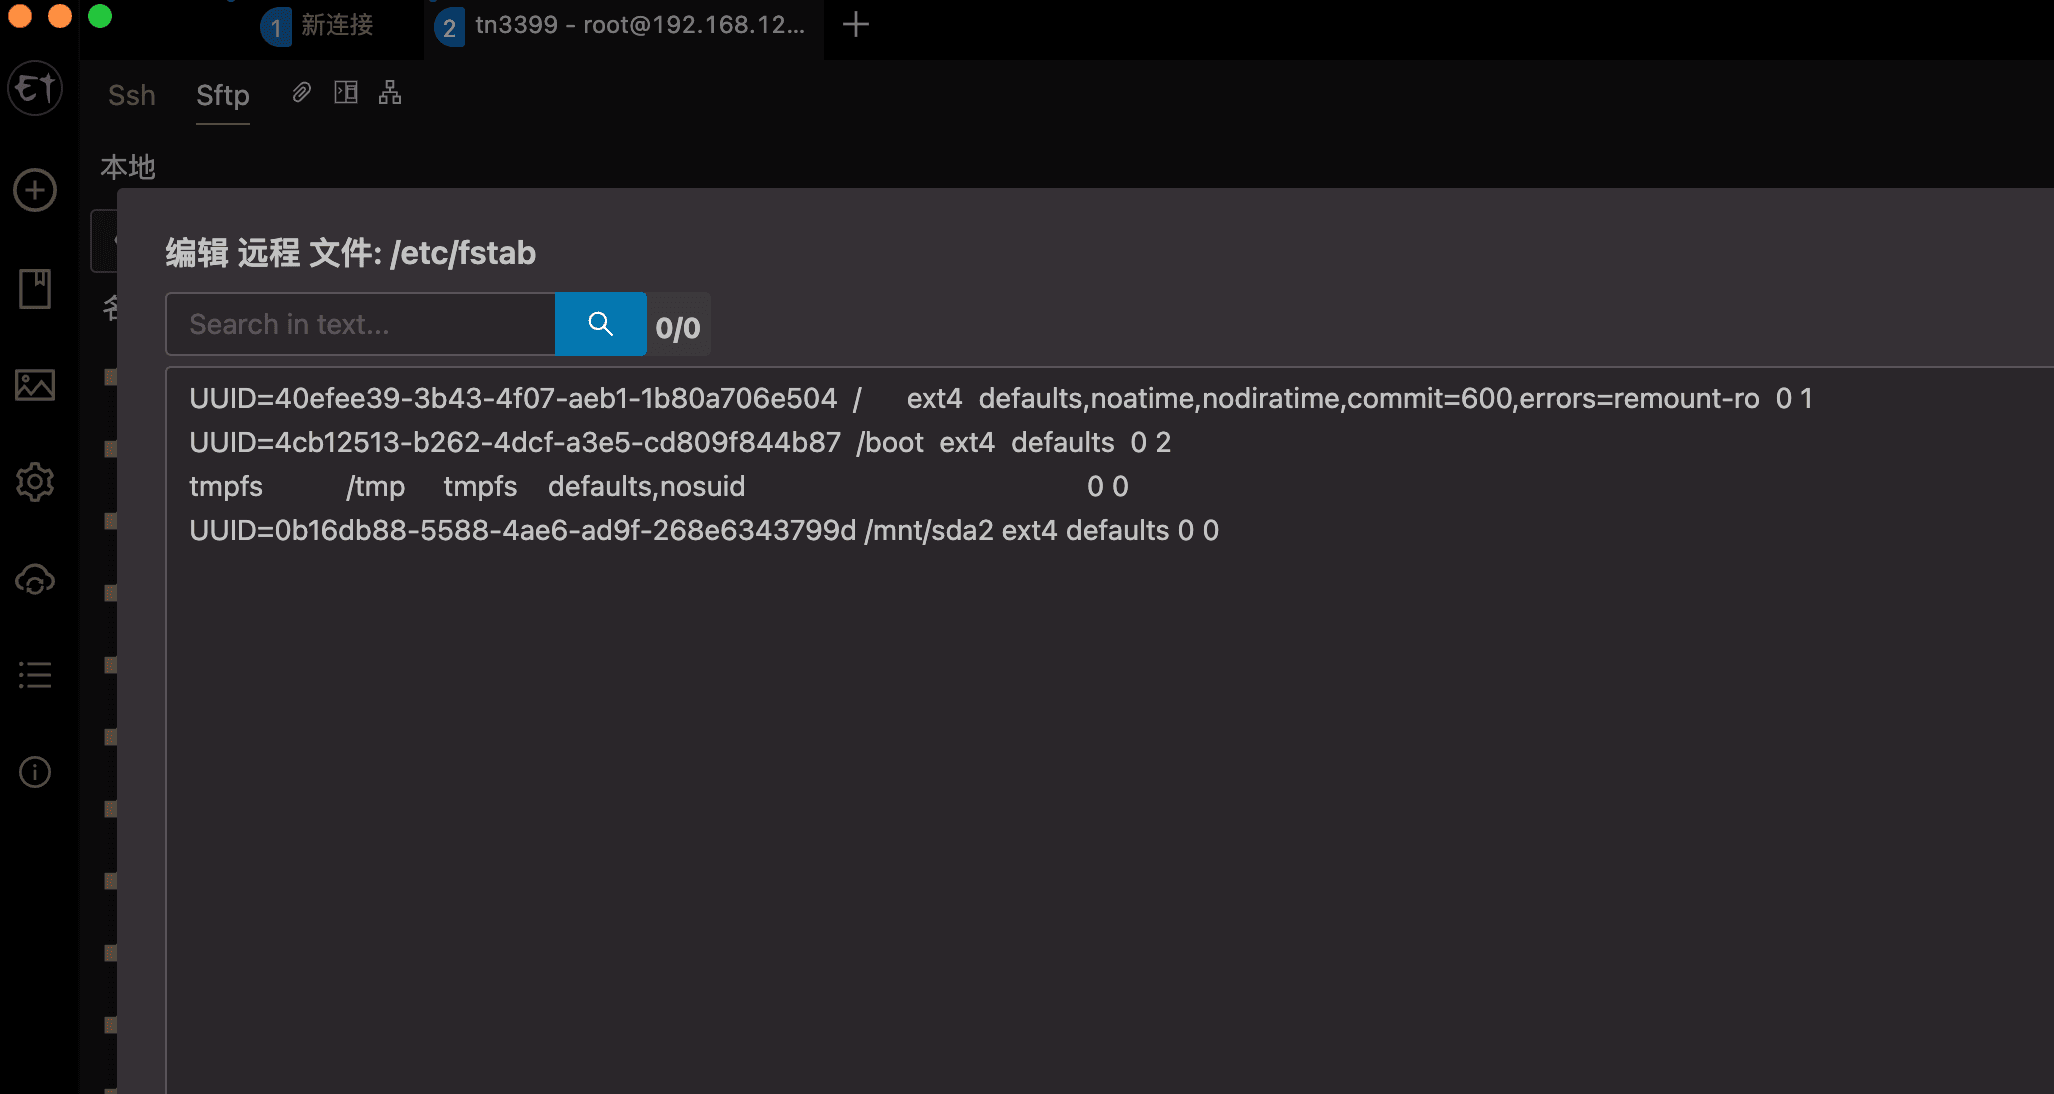 1 新连接
2 tn3399 - root@192.168.12...
Ssh Sftp
本地
编辑 远程 文件: /etc/fstab
Search in text...
0/0
UUID=40efee39-3b43-4f07-aeb1-1b80a706e504 / ext4 defaults,noatime,nodiratime,commit=600,errors=remount-ro 0 1
UUID=4cb12513-b262-4dcf-a3e5-cd809f844b87 /boot ext4 defaults 0 2
tmpfs /tmp tmpfs defaults,nosuid 0 0
UUID=0b16db88-5588-4ae6-ad9f-268e6343799d /mnt/sda2 ext4 defaults 0 0